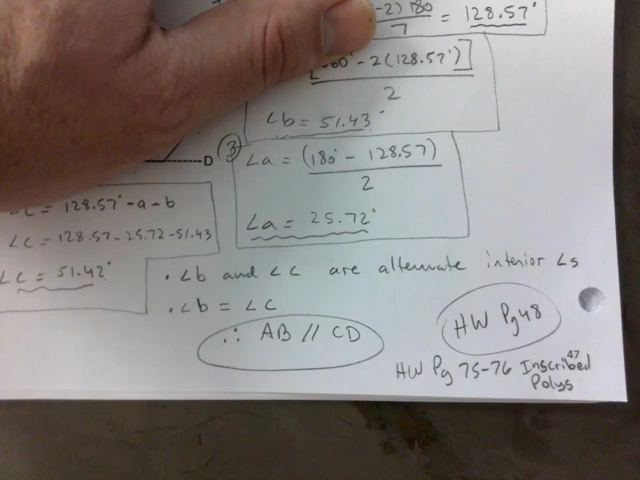 -2) 180
7
= 128.57°
60° - 2(128.57°)]
2
∠b = 51.43°
③
∠a = (180° - 128.57)
2
∠a = 25.72°
D
∠c = 128.57° - a - b
∠c = 128.57 - 25.72 - 51.43
∠c = 51.42°
· ∠b and ∠c are alternate interior ∠s
· ∠b = ∠c
∴ AB // CD
HW Pg 48
HW Pg 75-76 Inscribed
47
Polys